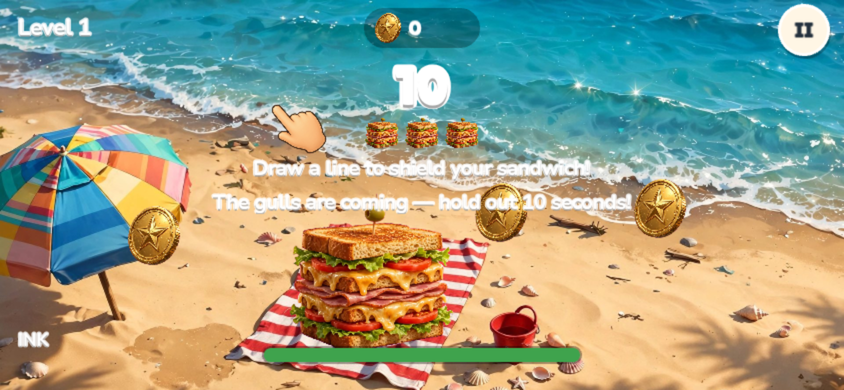 Level 1
0
10
Draw a line to shield your sandwich!
The gulls are coming — hold out 10 seconds!
INK